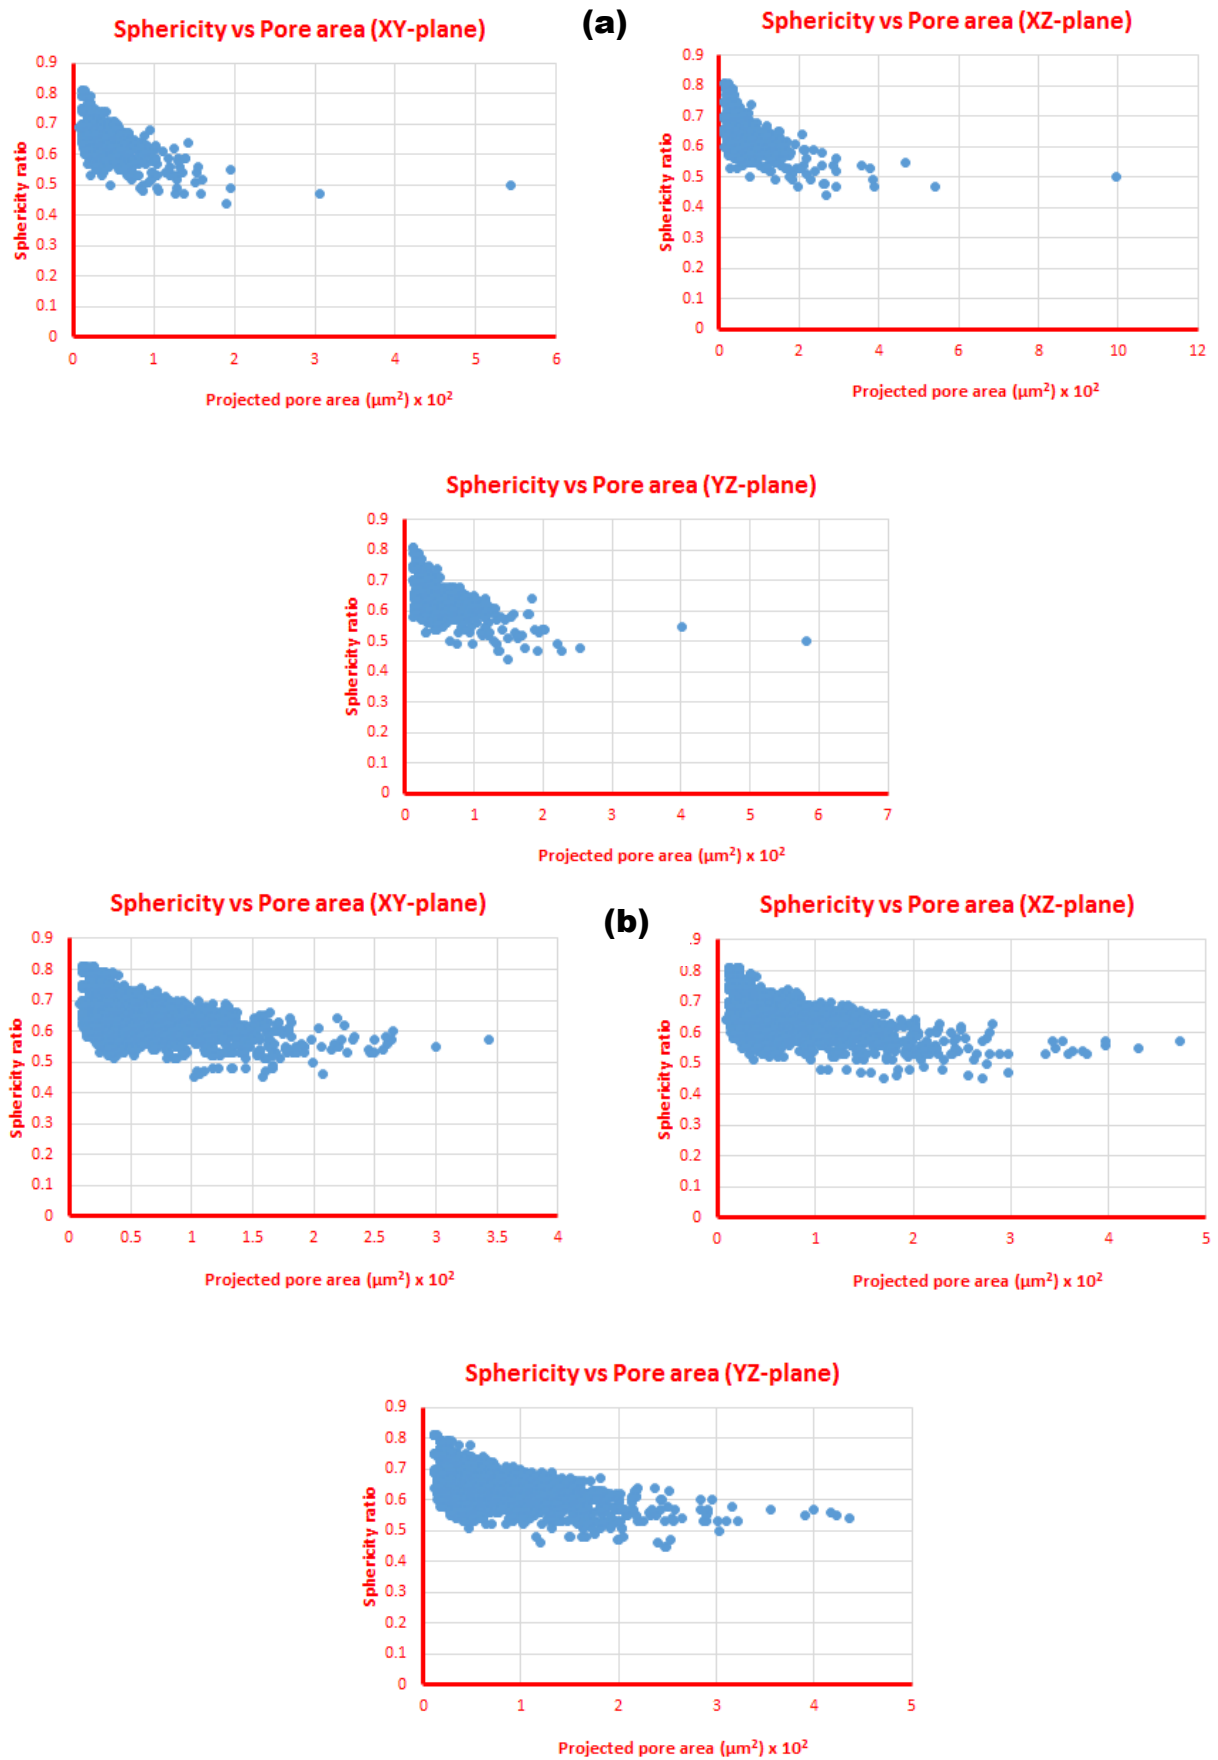 (a)
Sphericity vs Pore area (XY-plane)
Sphericity ratio
0.9
0.8
0.7
0.6
0.5
0.4
0.3
0.2
0.1
0
0 1 2 3 4 5 6
Projected pore area (µm²) x 10²
Sphericity vs Pore area (XZ-plane)
Sphericity ratio
0.9
0.8
0.7
0.6
0.5
0.4
0.3
0.2
0.1
0
0 2 4 6 8 10 12
Projected pore area (µm²) x 10²
Sphericity vs Pore area (YZ-plane)
Sphericity ratio
0.9
0.8
0.7
0.6
0.5
0.4
0.3
0.2
0.1
0
0 1 2 3 4 5 6 7
Projected pore area (µm²) x 10²
(b)
Sphericity vs Pore area (XY-plane)
Sphericity ratio
0.9
0.8
0.7
0.6
0.5
0.4
0.3
0.2
0.1
0
0 0.5 1 1.5 2 2.5 3 3.5 4
Projected pore area (µm²) x 10²
Sphericity vs Pore area (XZ-plane)
Sphericity ratio
.9
0.8
0.7
0.6
0.5
0.4
0.3
0.2
0.1
0
0 1 2 3 4 5
Projected pore area (µm²) x 10²
Sphericity vs Pore area (YZ-plane)
Sphericity ratio
0.9
0.8
0.7
0.6
0.5
0.4
0.3
0.2
0.1
0
0 1 2 3 4 5
Projected pore area (µm²) x 10²